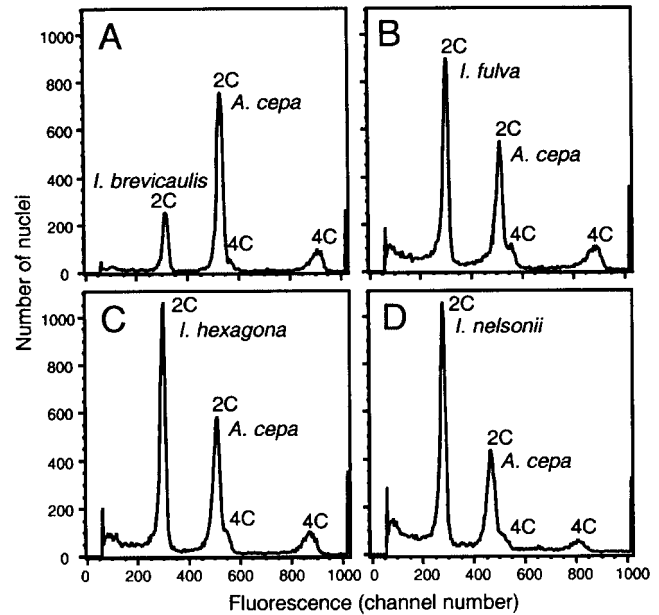 A
B
1000
800
600
400
200
0
2C
A. cepa
I. brevicaulis
2C
4C
4C
2C
I. fulva
2C
A. cepa
4C
4C
Number of nuclei
C
D
1000
800
600
400
200
0
2C
I. hexagona
2C
A. cepa
4C
4C
2C
I. nelsonii
2C
A. cepa
4C
4C
0 200 400 600 800 1000
0 200 400 600 800 1000
Fluorescence (channel number)